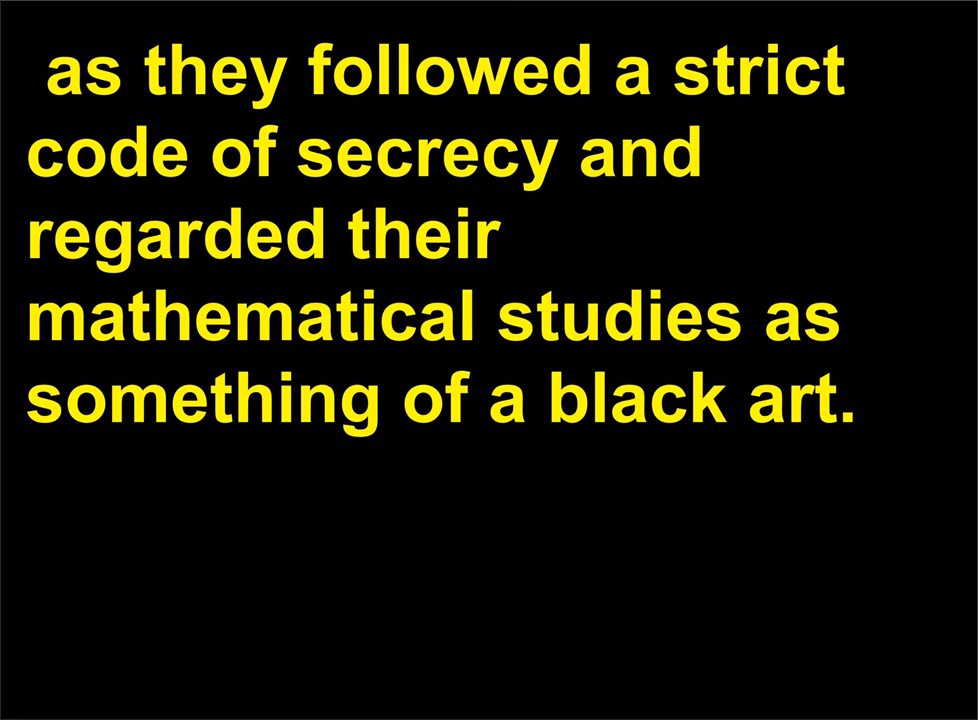 as they followed a strict
code of secrecy and
regarded their
mathematical studies as
something of a black art.